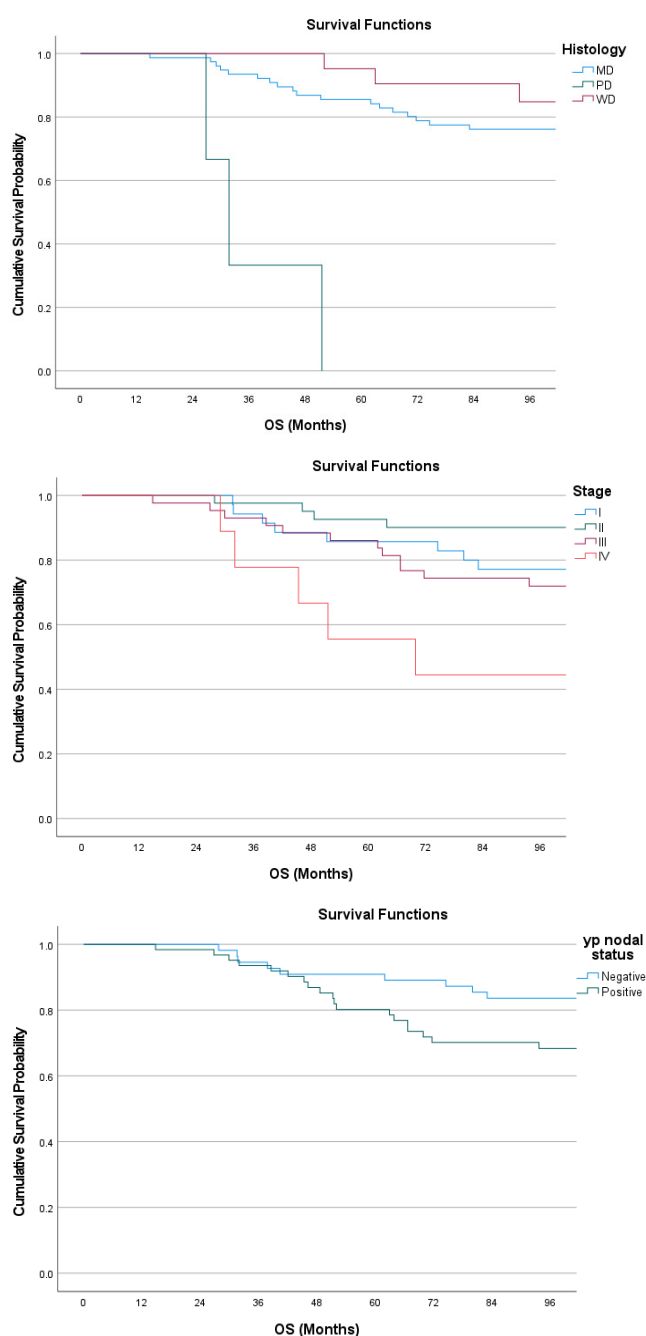 Survival Functions
Histology
MD
PD
WD
Cumulative Survival Probability
1.0
0.8
0.6
0.4
0.2
0.0
0 12 24 36 48 60 72 84 96
OS (Months)
Survival Functions
Stage
I
II
III
IV
Cumulative Survival Probability
1.0
0.8
0.6
0.4
0.2
0.0
0 12 24 36 48 60 72 84 96
OS (Months)
Survival Functions
yp nodal
status
Negative
Positive
Cumulative Survival Probability
1.0
0.8
0.6
0.4
0.2
0.0
0 12 24 36 48 60 72 84 96
OS (Months)